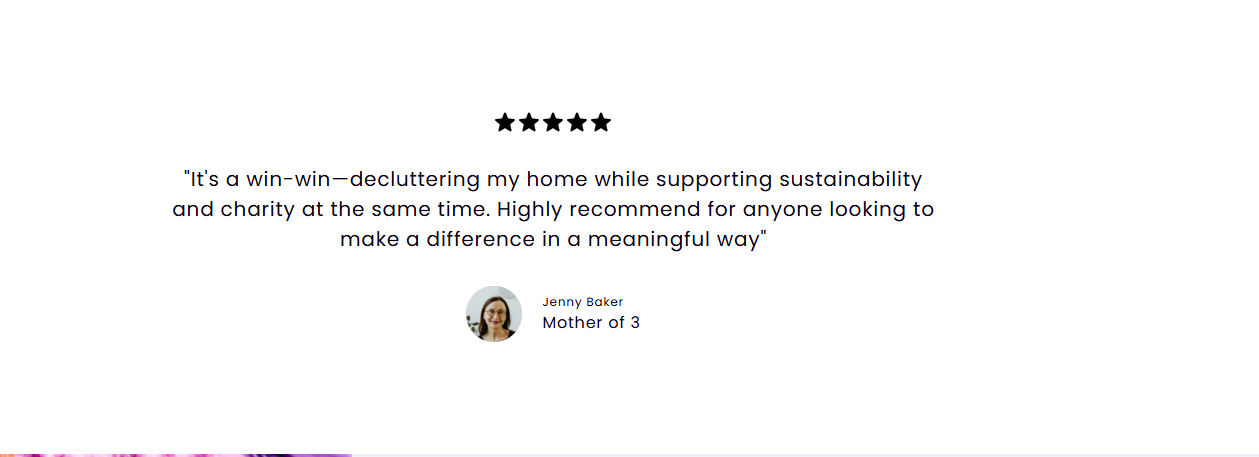 "It's a win-win—decluttering my home while supporting sustainability
and charity at the same time. Highly recommend for anyone looking to
make a difference in a meaningful way"
Jenny Baker
Mother of 3